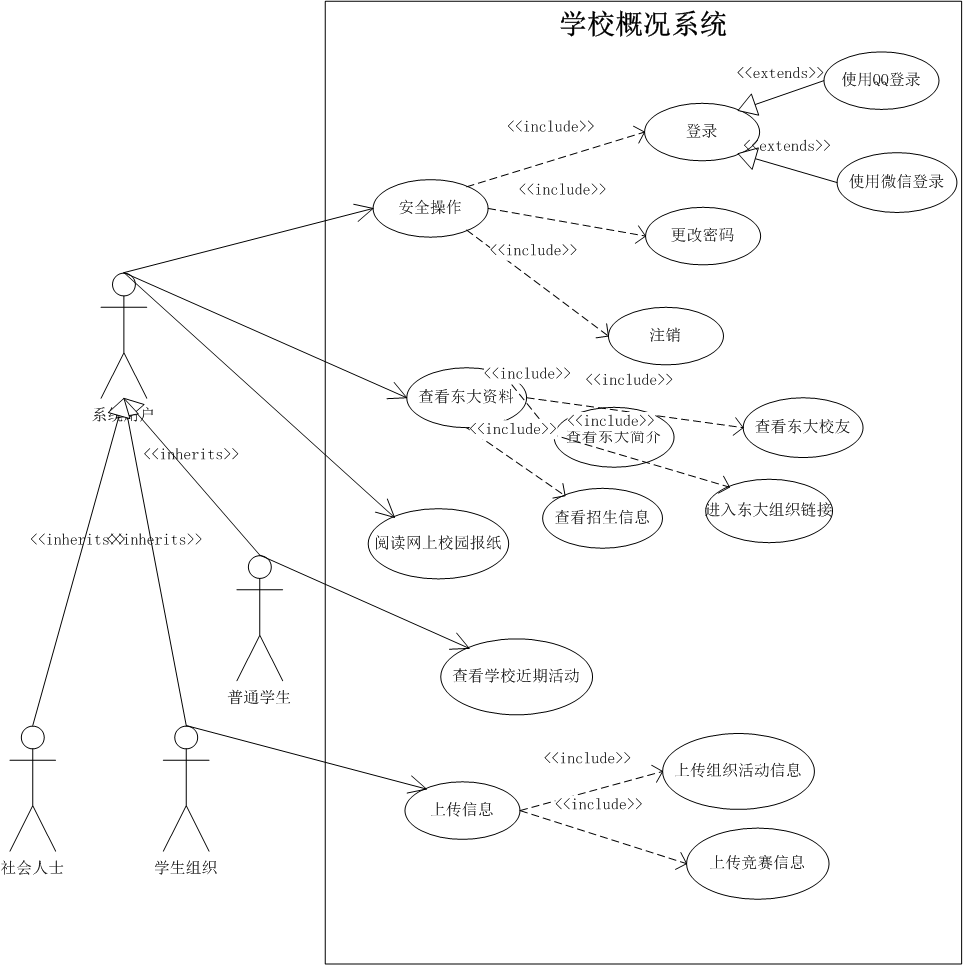 学校概况系统
<<extends>>
使用QQ登录
<<include>>
登录
<<extends>>
使用微信登录
<<include>>
安全操作
更改密码
<<include>>
注销
<<include>>
<<include>>
查看东大资料
系统用户
<<include>>
<<include>>
查看东大简介
查看东大校友
<<inherits>>
进入东大组织链接
查看招生信息
<<inherits>>
<<inherits>>
阅读网上校园报纸
查看学校近期活动
普通学生
<<include>>
上传组织活动信息
<<include>>
上传信息
上传竞赛信息
社会人士
学生组织